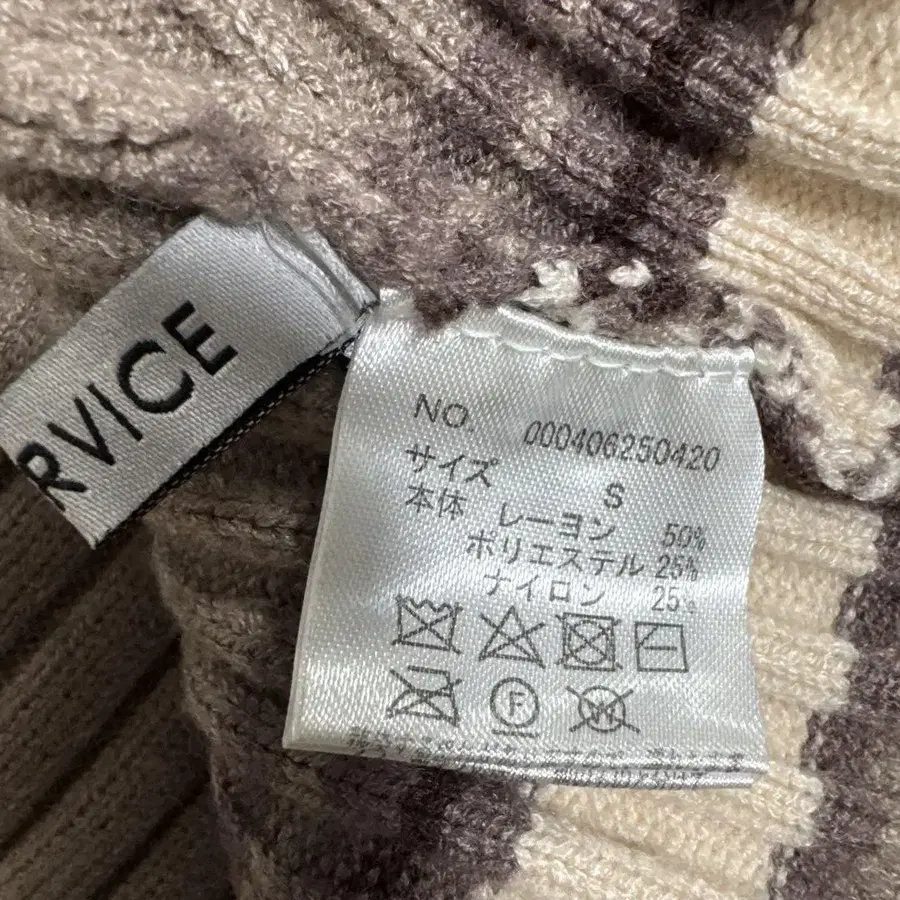 RVICE
NO. 000406250420
サイズ S
本体 レーヨン 50%
ポリエステル 25%
ナイロン 25%
F
W